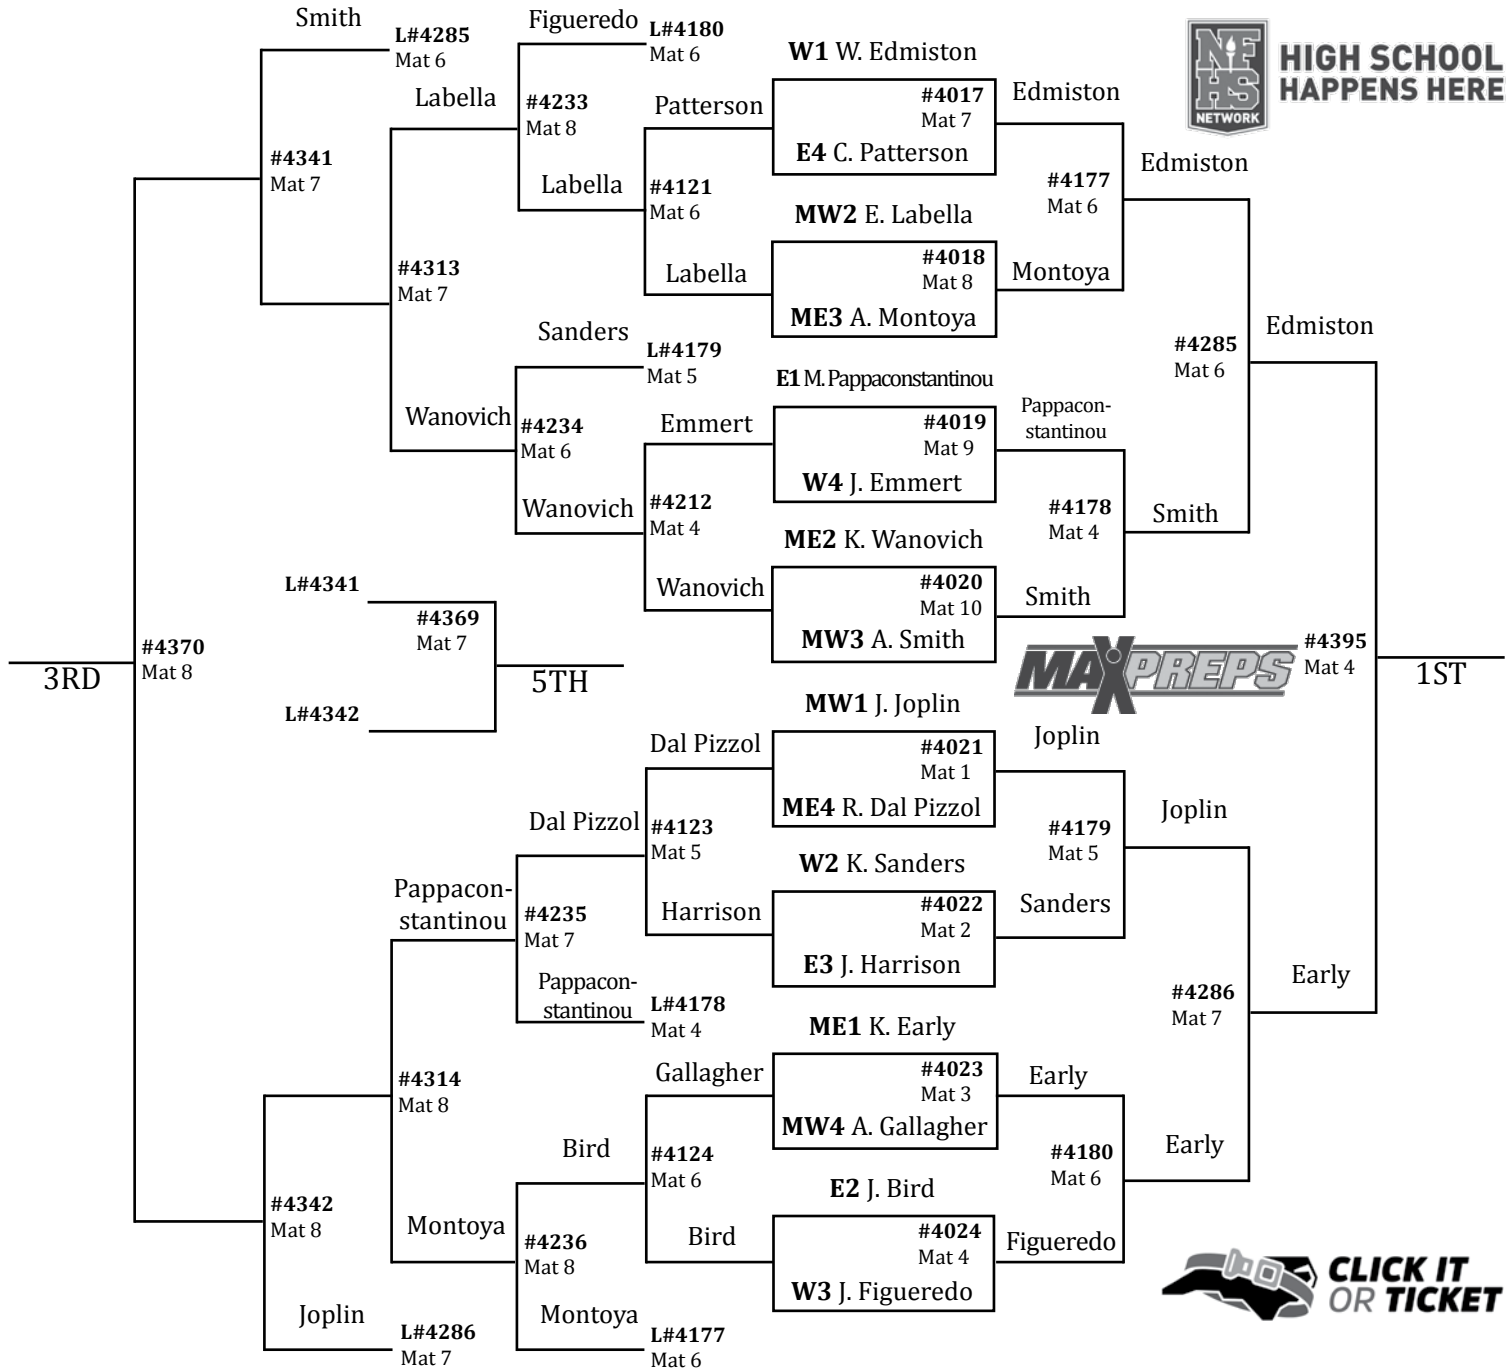 Smith
L#4285
Mat 6
Figueredo
L#4180
Mat 6
Labella
#4233
Mat 8
#4341
Mat 7
Patterson
Labella
#4121
Mat 6
#4313
Mat 7
Labella
Sanders
L#4179
Mat 5
Wanovich
#4234
Mat 6
Emmert
Wanovich
#4212
Mat 4
Wanovich
L#4341
#4369
Mat 7
5TH
L#4342
#4370
Mat 8
3RD
Dal Pizzol
Dal Pizzol
#4123
Mat 5
Harrison
Pappacon-
stantinou
#4235
Mat 7
Pappacon-
stantinou
L#4178
Mat 4
#4314
Mat 8
Gallagher
Bird
#4124
Mat 6
Bird
#4342
Mat 8
Montoya
#4236
Mat 8
Joplin
L#4286
Mat 7
Montoya
L#4177
Mat 6
W1 W. Edmiston
#4017
Mat 7
E4 C. Patterson
MW2 E. Labella
#4018
Mat 8
ME3 A. Montoya
E1 M. Pappaconstantinou
#4019
Mat 9
W4 J. Emmert
ME2 K. Wanovich
#4020
Mat 10
MW3 A. Smith
MW1 J. Joplin
#4021
Mat 1
ME4 R. Dal Pizzol
W2 K. Sanders
#4022
Mat 2
E3 J. Harrison
ME1 K. Early
#4023
Mat 3
MW4 A. Gallagher
E2 J. Bird
#4024
Mat 4
W3 J. Figueredo
Edmiston
#4177
Mat 6
Montoya
Edmiston
#4285
Mat 6
Edmiston
Pappacon-
stantinou
#4178
Mat 4
Smith
Smith
MAXPREPS
#4395
Mat 4
1ST
Joplin
#4179
Mat 5
Sanders
Joplin
#4286
Mat 7
Early
Early
#4180
Mat 6
Figueredo
Early
NFHS
NETWORK
HIGH SCHOOL
HAPPENS HERE
CLICK IT
OR TICKET